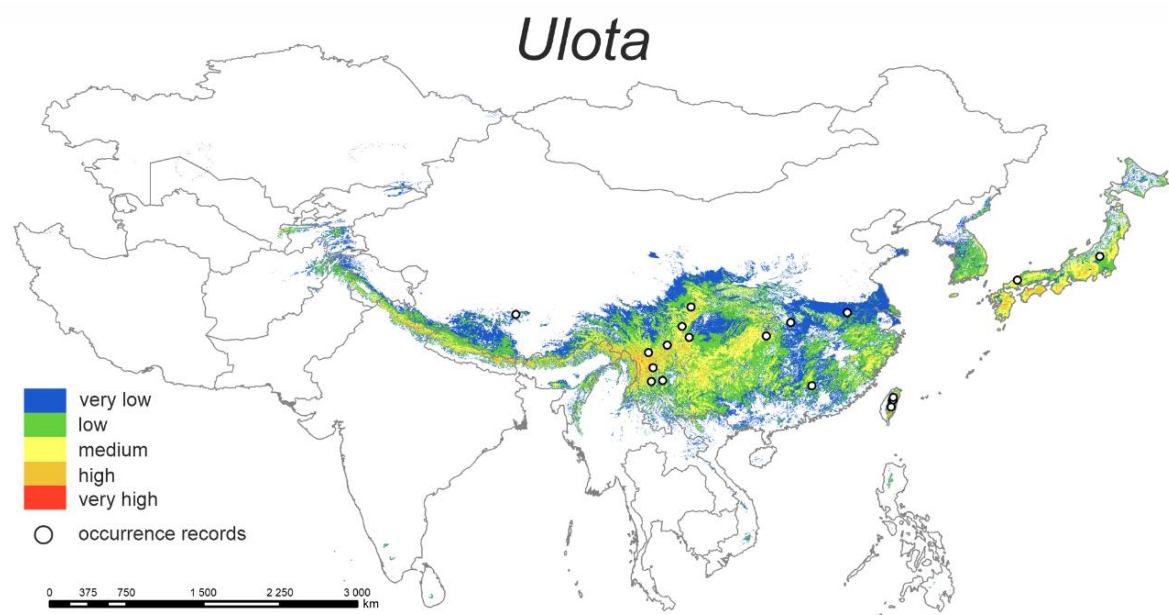 Ulota
very low
low
medium
high
very high
occurrence records
0 375 750 1 500 2 250 3 000
km